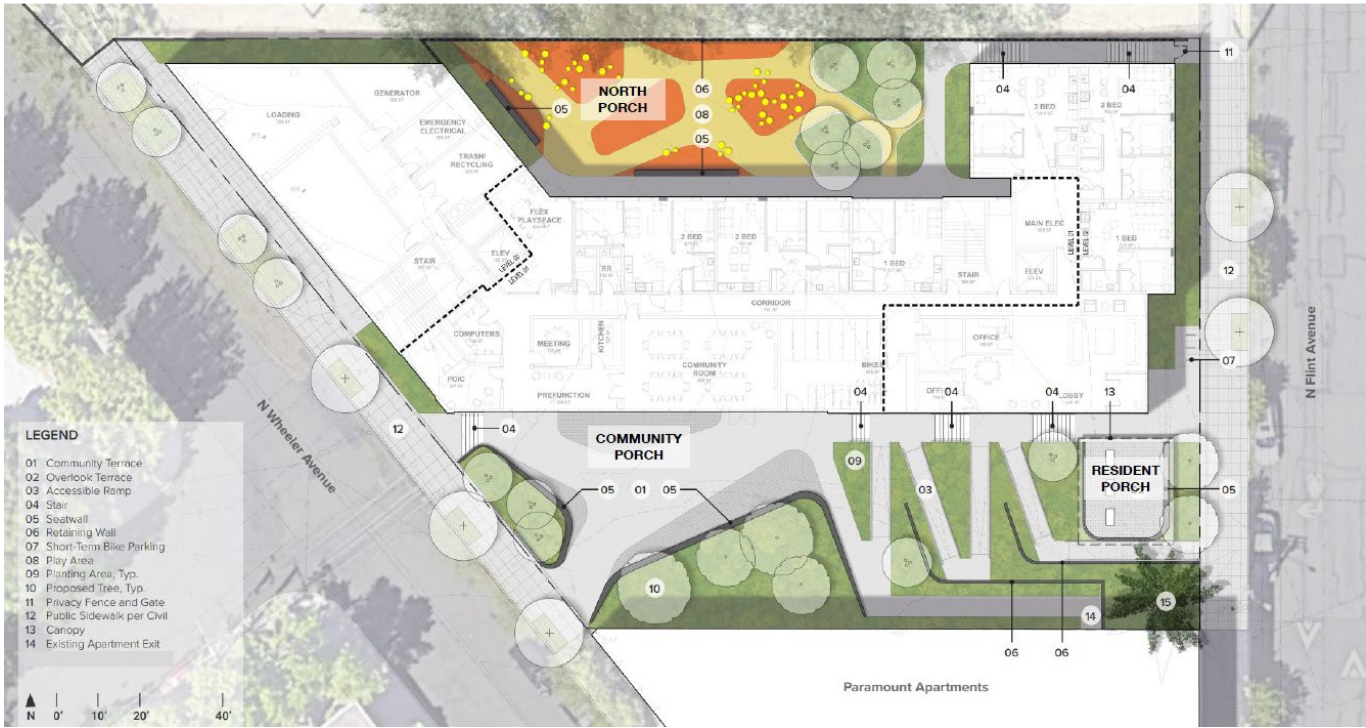 11
NORTH
PORCH
05
06
08
05
04
04
GENERATOR
LOADING
EMERGENCY
ELECTRICAL
TRASH/
RECYCLING
3 BED
2 BED
FLEX
PLAYSPACE
2 BED
2 BED
MAIN ELEC
LEVEL 01
LEVEL 02
1 BED
STAIR
ELEV
RR
1 BED
STAIR
ELEV
12
CORRIDOR
COMPUTERS
MEETING
KITCHEN
COMMUNITY
ROOM
BIKES
OFFICE
07
POIC
PREFUNCTION
LOBBY
N Flint Avenue
N Wheeler Avenue
12
04
COMMUNITY
PORCH
04
04
04
13
RESIDENT
PORCH
09
05
01
05
03
05
10
14
15
06
06
Paramount Apartments
LEGEND
01 Community Terrace
02 Overlook Terrace
03 Accessible Ramp
04 Stair
05 Seatwall
06 Retaining Wall
07 Short-Term Bike Parking
08 Play Area
09 Planting Area, Typ.
10 Proposed Tree, Typ.
11 Privacy Fence and Gate
12 Public Sidewalk per Civil
13 Canopy
14 Existing Apartment Exit
N 0' 10' 20' 40'